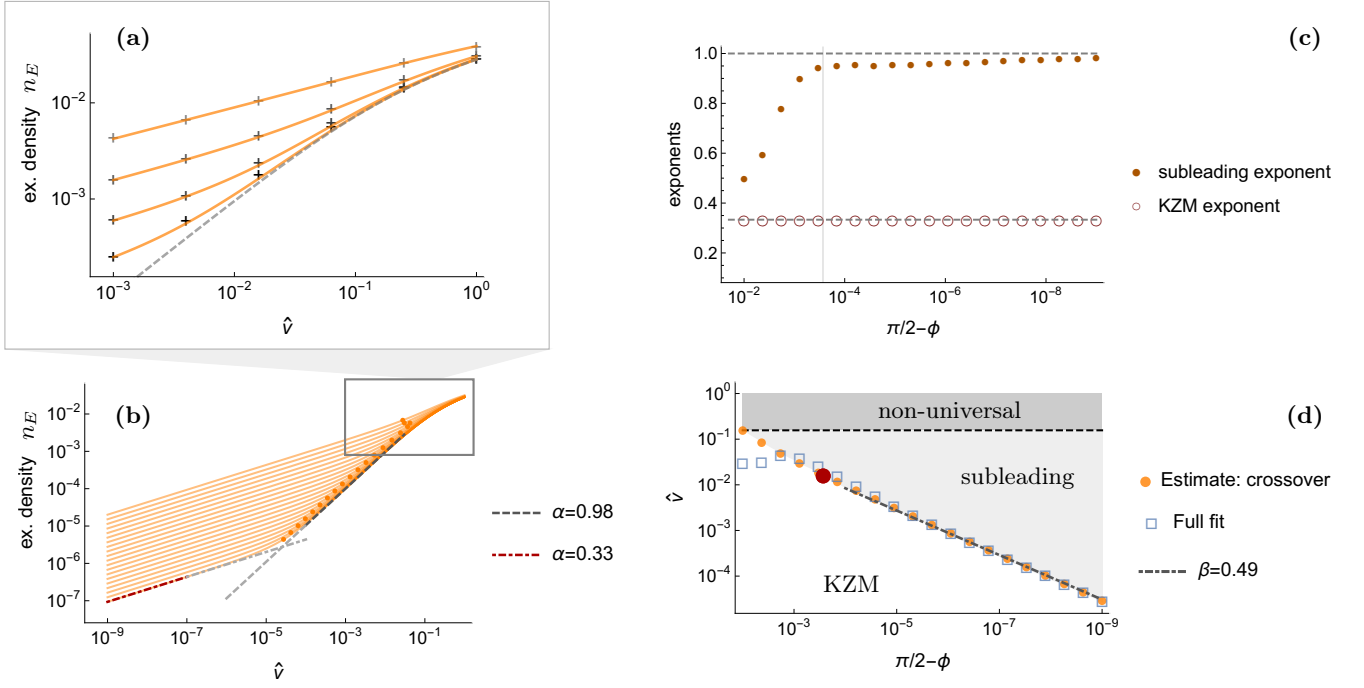 (a)
ex. density n_E
10⁻²
10⁻³
10⁻³ 10⁻² 10⁻¹ 10⁰
v̂
(b)
ex. density n_E
10⁻²
10⁻³
10⁻⁴
10⁻⁵
10⁻⁶
10⁻⁷
10⁻⁹ 10⁻⁷ 10⁻⁵ 10⁻³ 10⁻¹
v̂
α=0.98
α=0.33
(c)
exponents
1.0
0.8
0.6
0.4
0.2
10⁻² 10⁻⁴ 10⁻⁶ 10⁻⁸
π/2-ϕ
subleading exponent
KZM exponent
(d)
v̂
10⁰
10⁻¹
10⁻²
10⁻³
10⁻⁴
10⁻³ 10⁻⁵ 10⁻⁷ 10⁻⁹
π/2-ϕ
non-universal
subleading
KZM
Estimate: crossover
Full fit
β=0.49